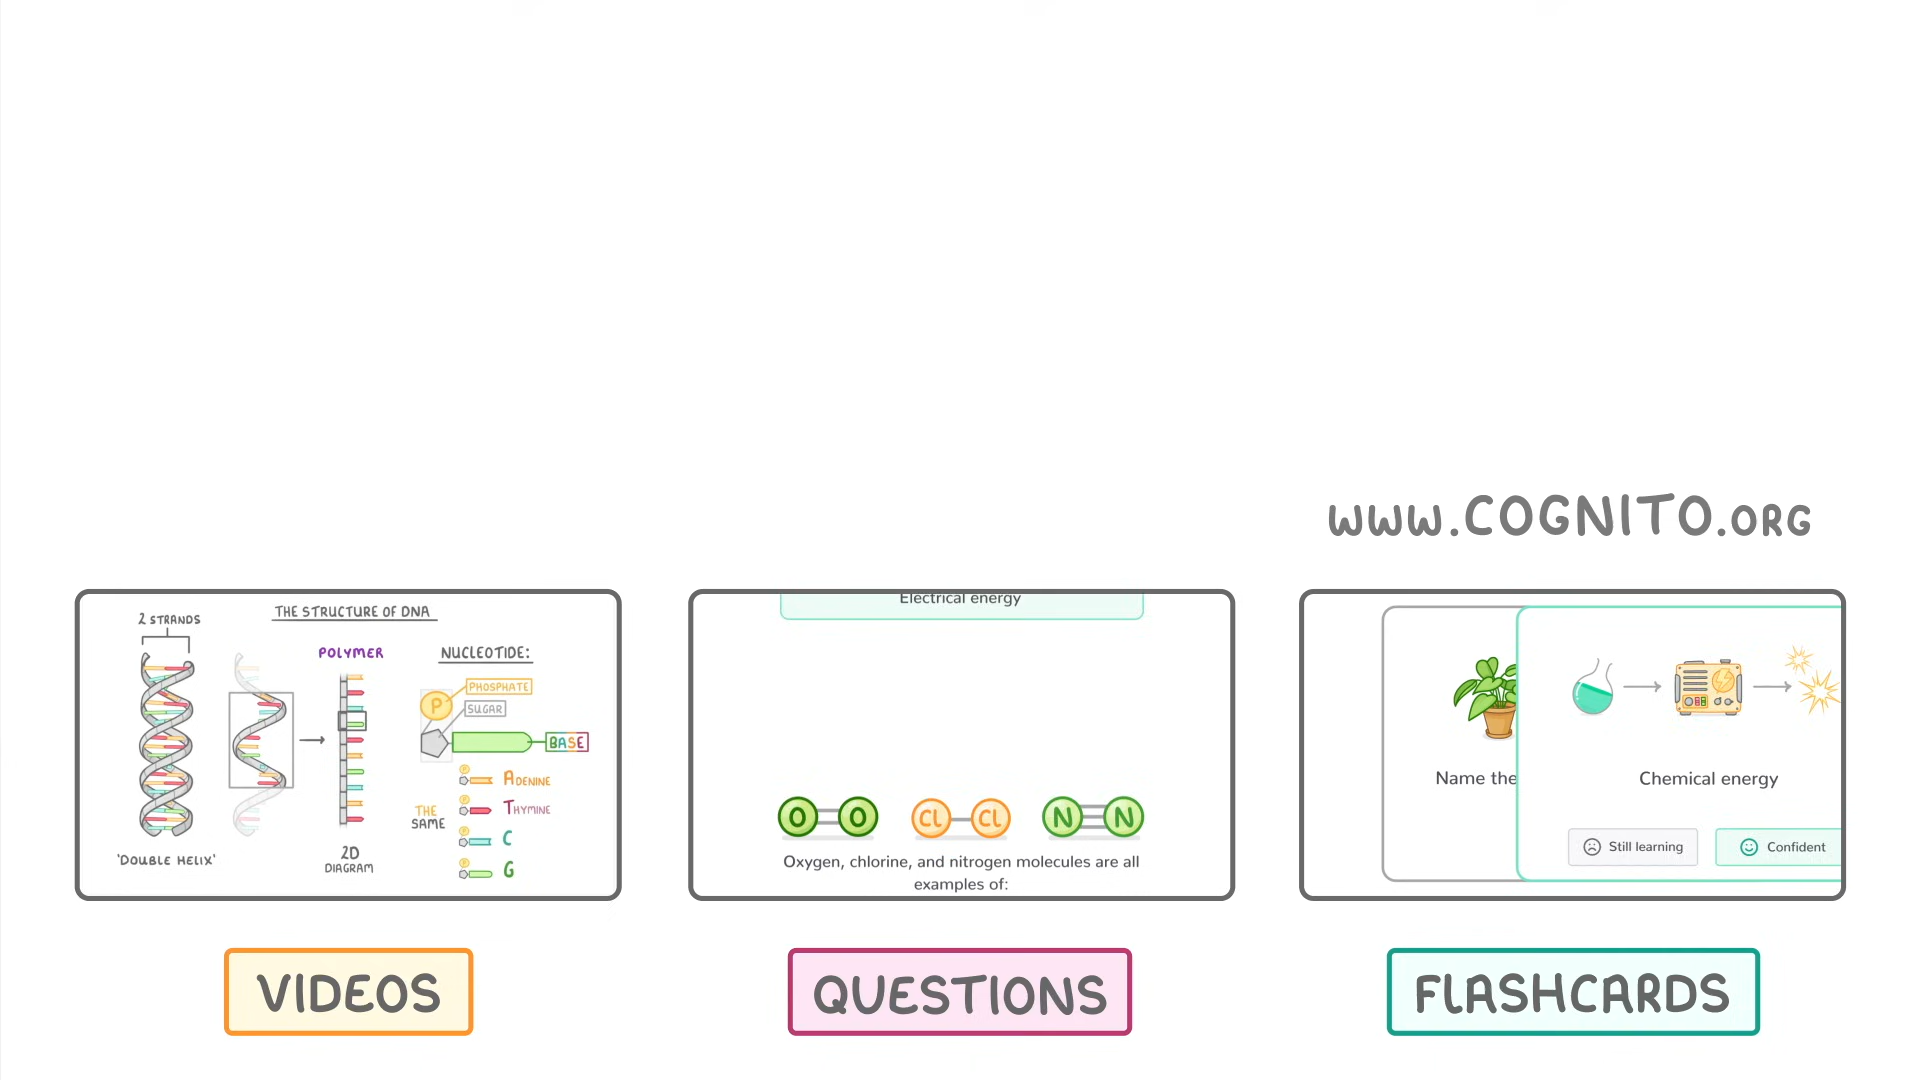 www.COGNITO.ORG
2 STRANDS
THE STRUCTURE OF DNA
POLYMER
NUCLEOTIDE:
PHOSPHATE
P
SUGAR
BASE
ADENINE
THYMINE
THE SAME
C
G
'DOUBLE HELIX'
2D
DIAGRAM
Electrical energy
O O Cl Cl N N
Oxygen, chlorine, and nitrogen molecules are all
examples of:
Name the
Chemical energy
Still learning
Confident
VIDEOS
QUESTIONS
FLASHCARDS